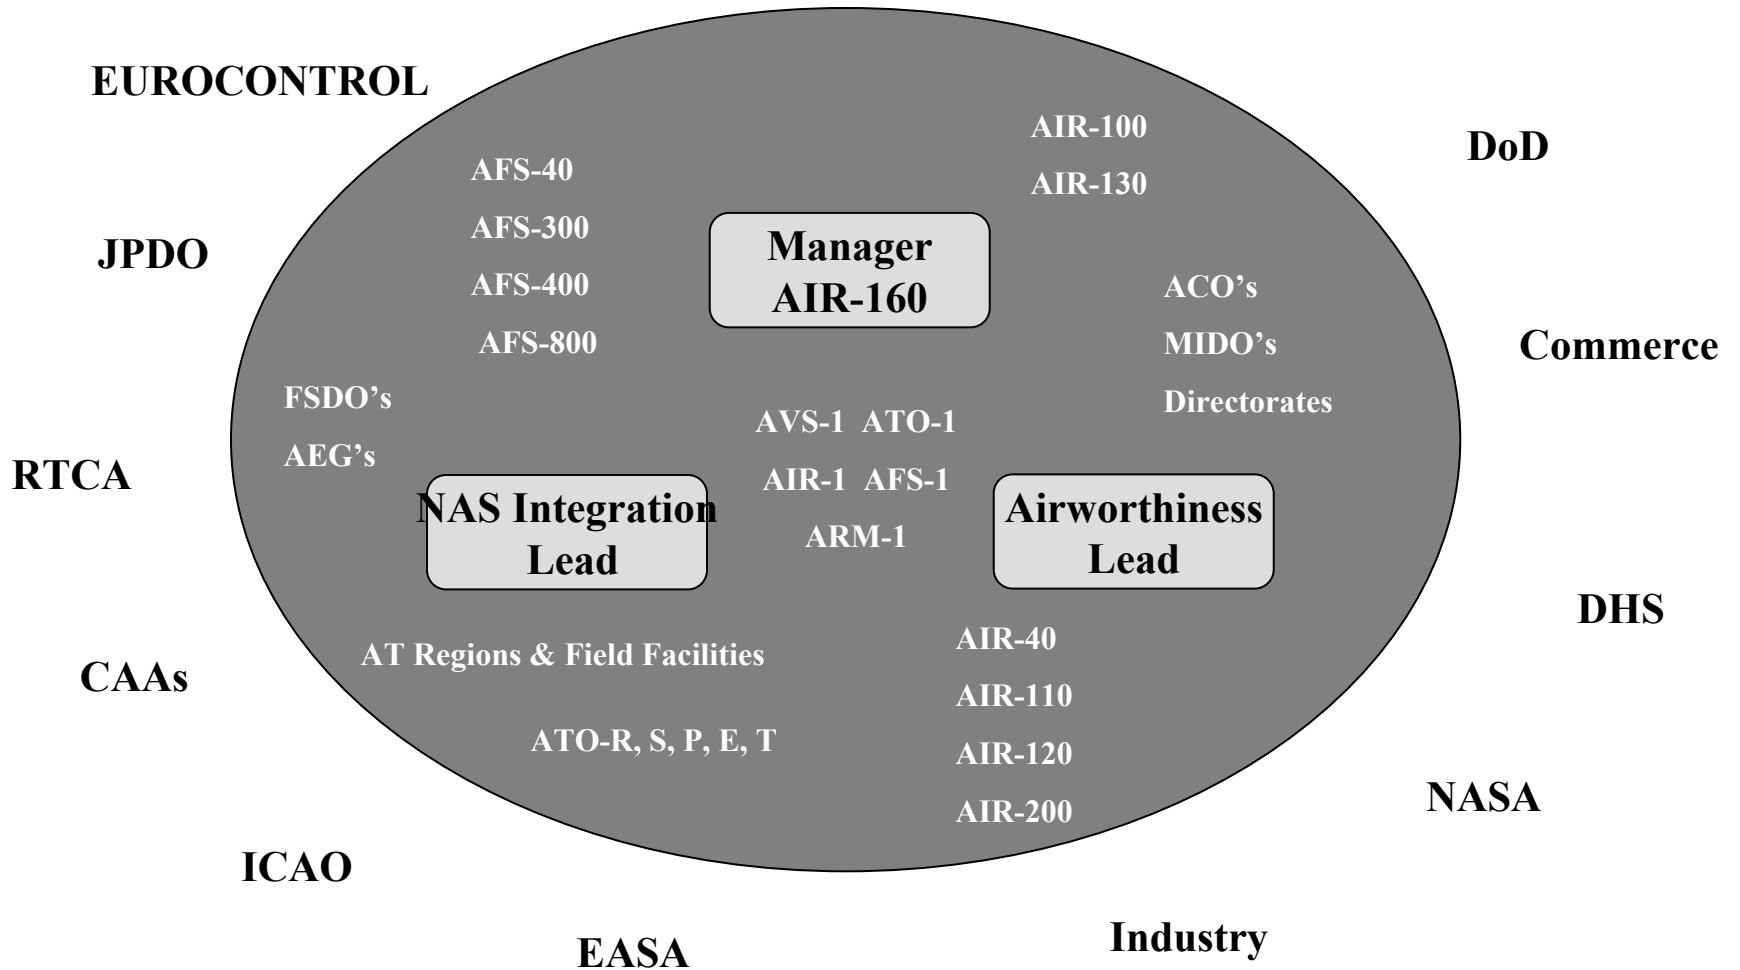 EUROCONTROL
JPDO
RTCA
CAAs
ICAO
EASA
AFS-40
AFS-300
AFS-400
AFS-800
FSDO’s
AEG’s
Manager
AIR-160
AIR-100
AIR-130
ACO’s
MIDO’s
Directorates
AVS-1 ATO-1
AIR-1 AFS-1
ARM-1
NAS Integration
Lead
Airworthiness
Lead
AT Regions & Field Facilities
ATO-R, S, P, E, T
AIR-40
AIR-110
AIR-120
AIR-200
DoD
Commerce
DHS
NASA
Industry